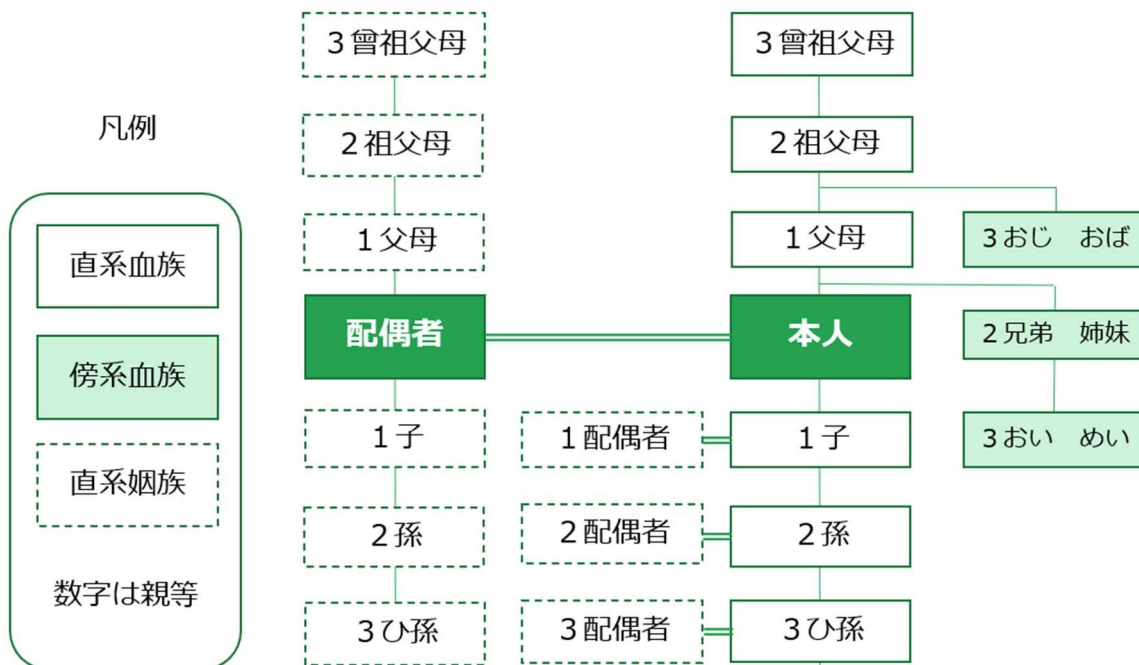 3曾祖父母
3曾祖父母
凡例
2祖父母
2祖父母
直系血族
1父母
1父母
3おじ　おば
配偶者
本人
2兄弟　姉妹
傍系血族
1子
1配偶者
1子
3おい　めい
直系姻族
2孫
2配偶者
2孫
数字は親等
3ひ孫
3配偶者
3ひ孫